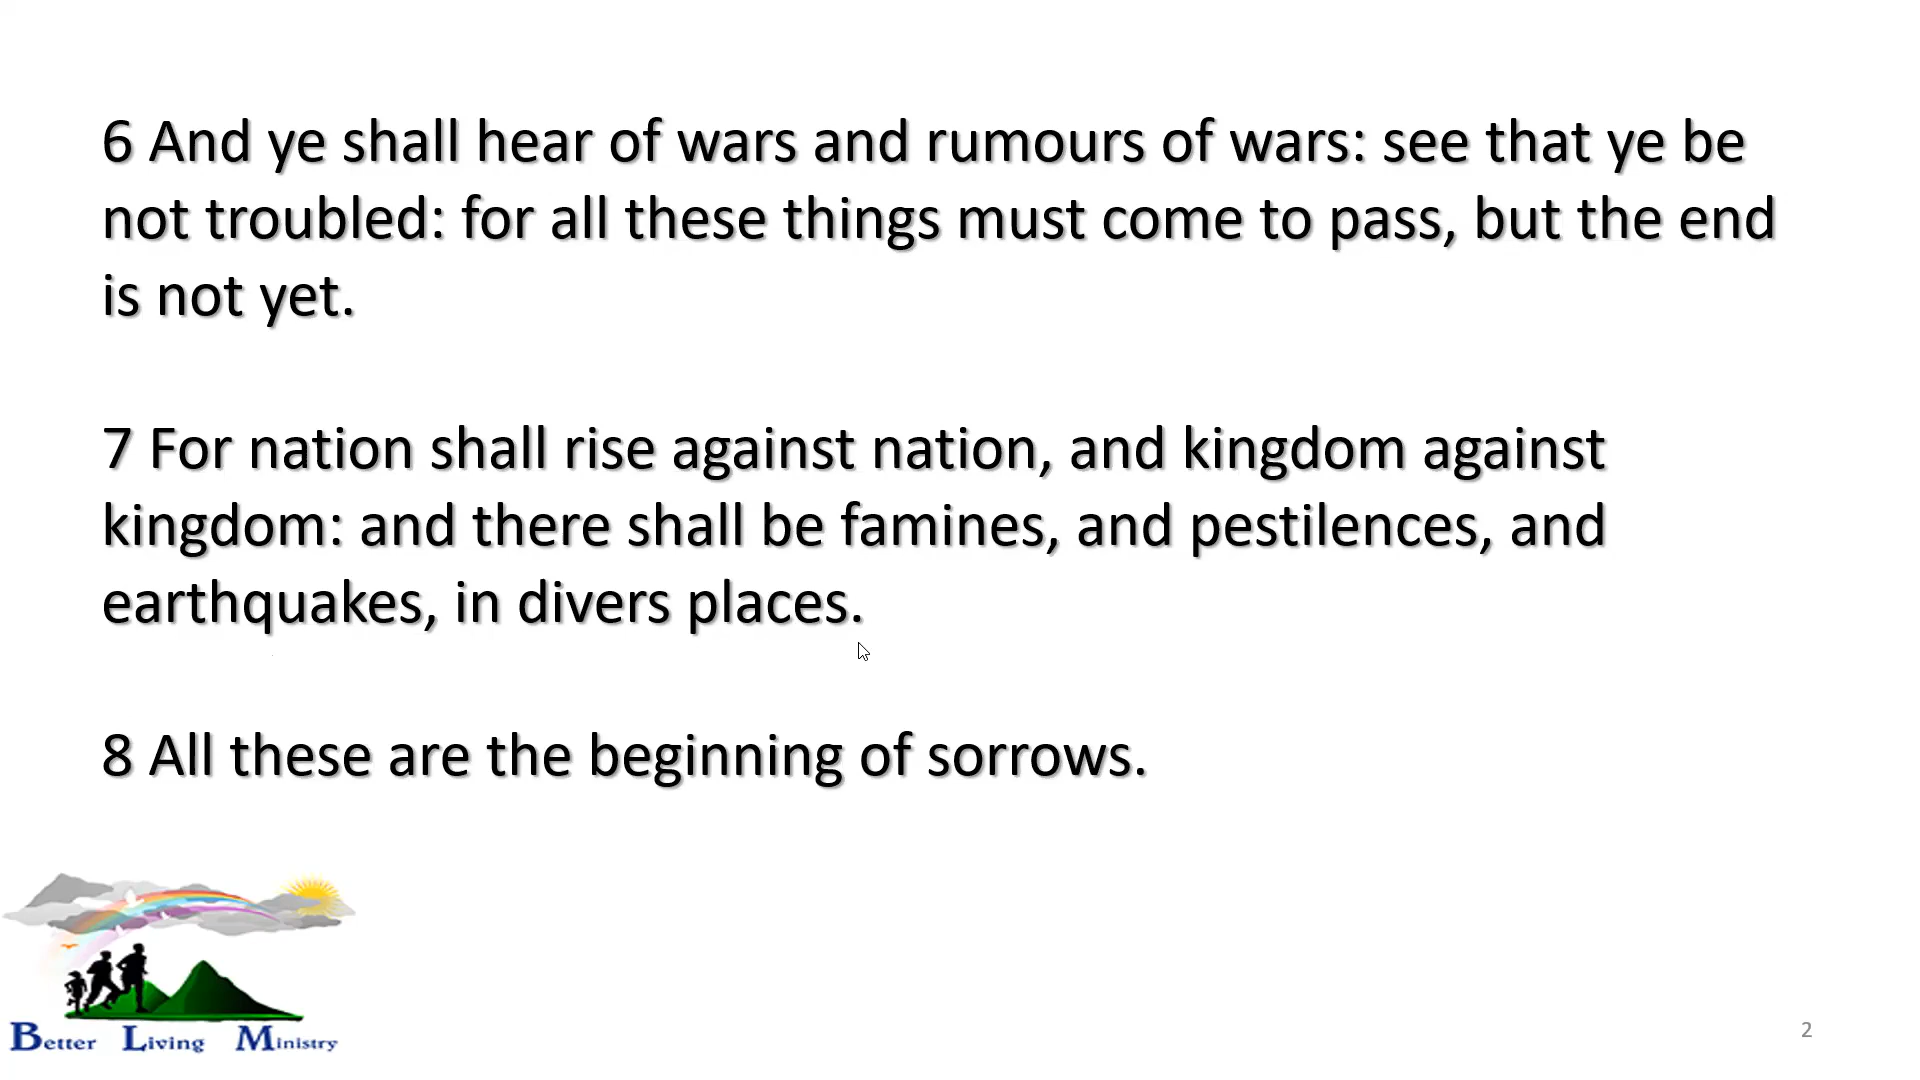 6 And ye shall hear of wars and rumours of wars: see that ye be
not troubled: for all these things must come to pass, but the end
is not yet.
7 For nation shall rise against nation, and kingdom against
kingdom: and there shall be famines, and pestilences, and
earthquakes, in divers places.
8 All these are the beginning of sorrows.
Better Living Ministry
2